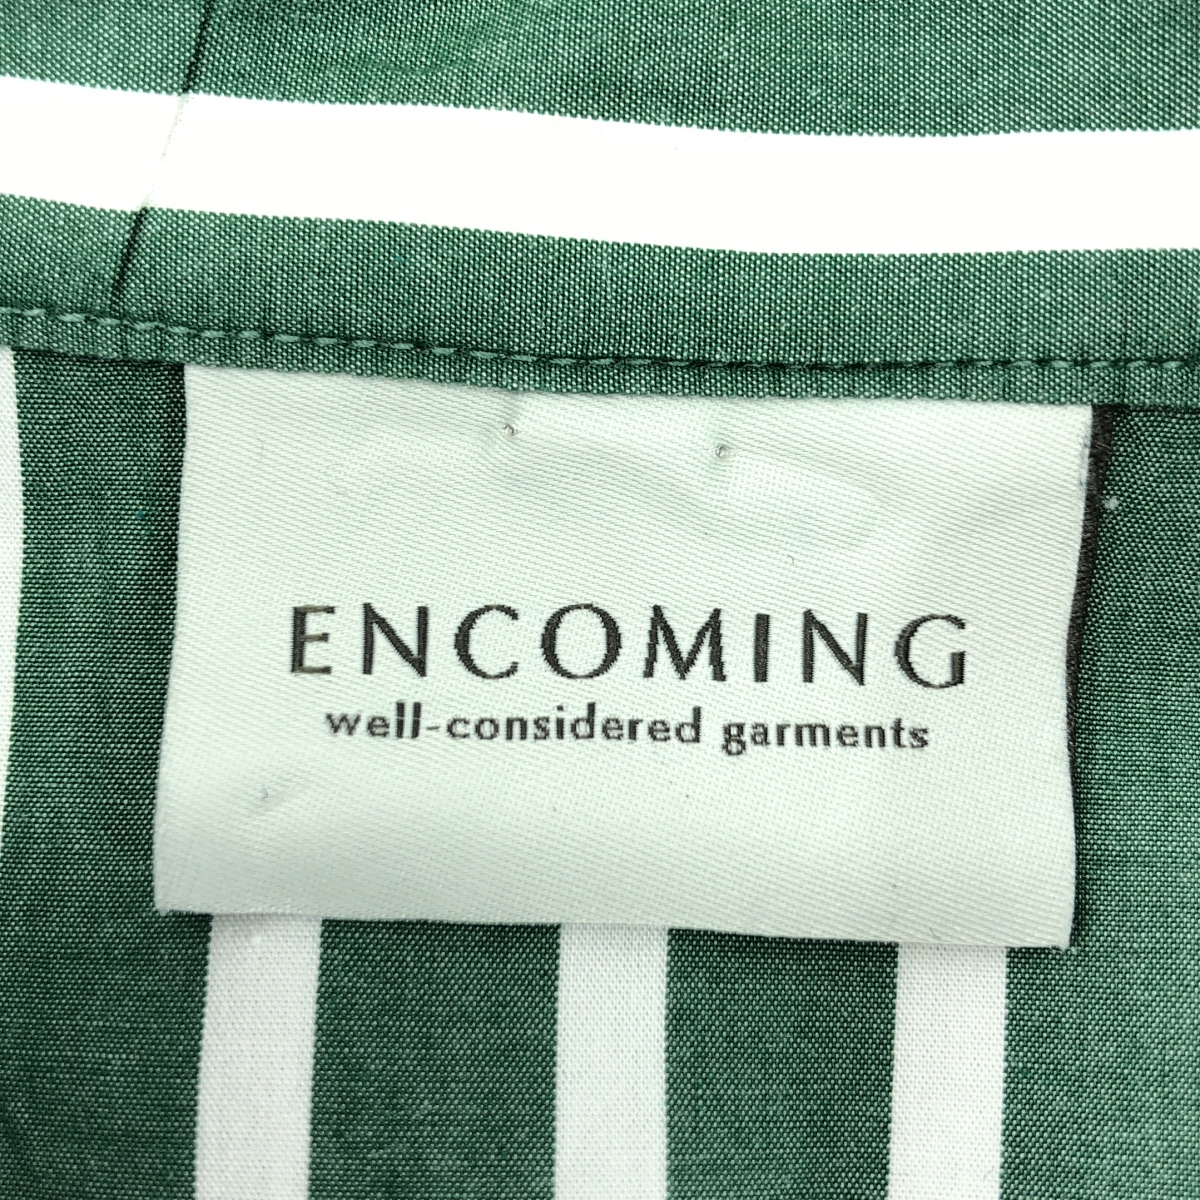 ENCOMING
well-considered garments